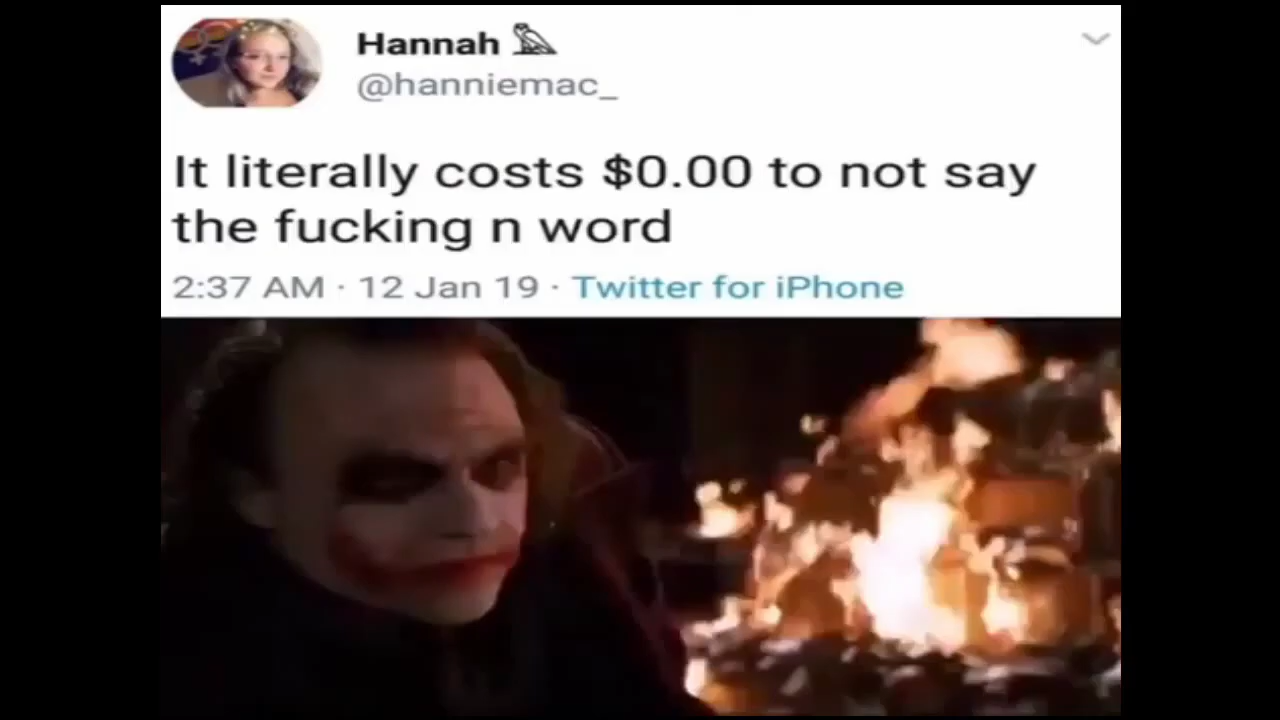 Hannah 𓅓
@hanniemac_
It literally costs $0.00 to not say
the fucking n word
2:37 AM · 12 Jan 19 · Twitter for iPhone